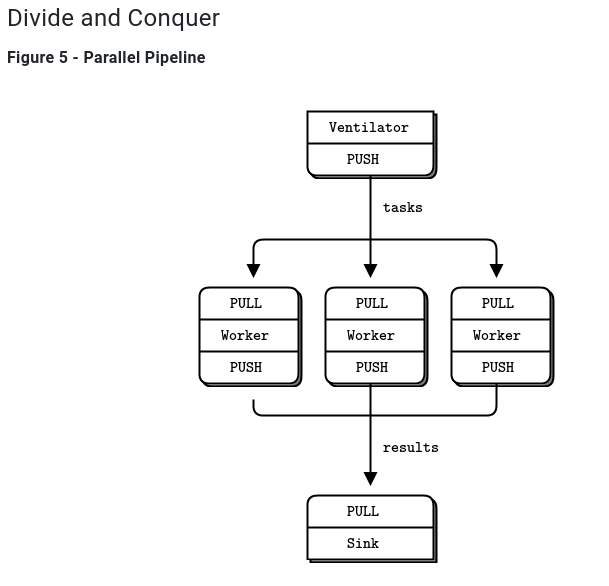 Divide and Conquer
Figure 5 - Parallel Pipeline
Ventilator
PUSH
tasks
PULL PULL PULL
Worker Worker Worker
PUSH PUSH PUSH
results
PULL
Sink